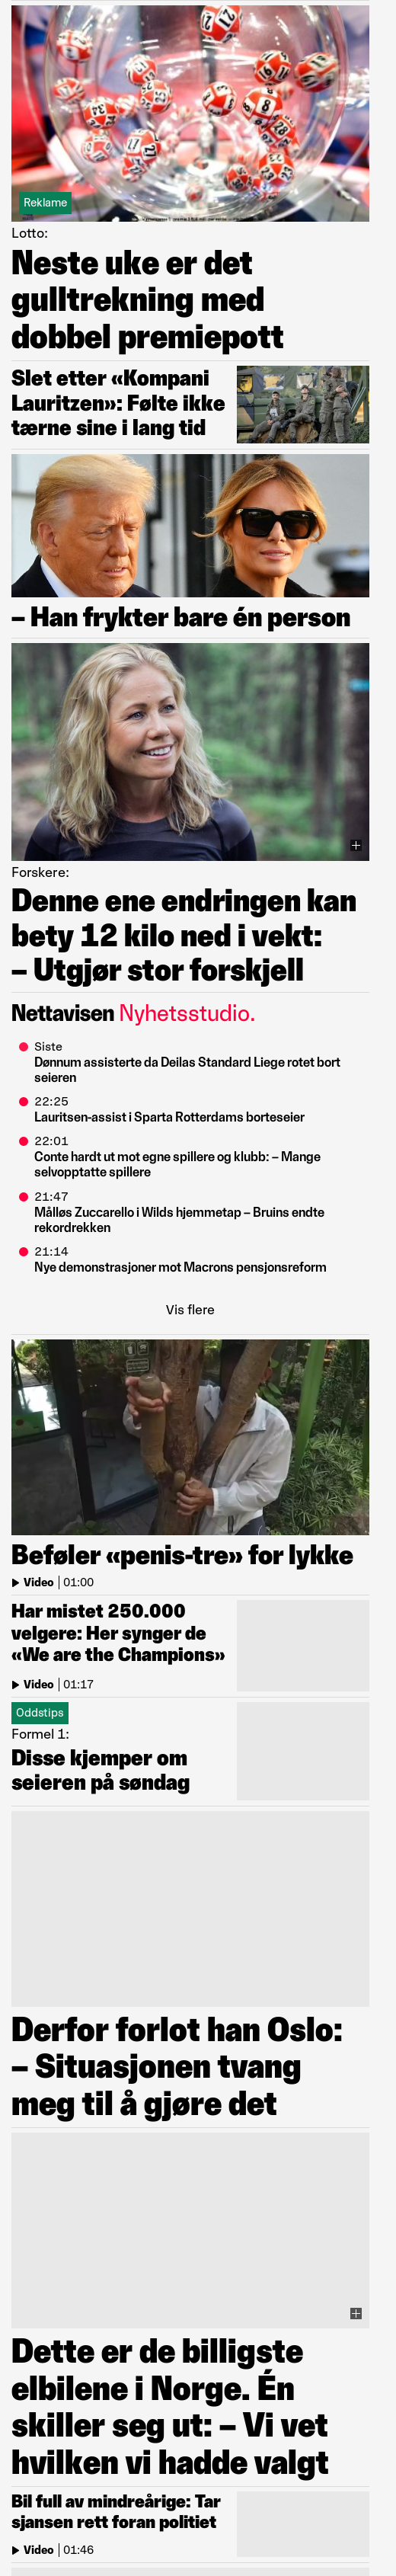 Reklame
Lotto:
Neste uke er det
gulltrekning med
dobbel premiepott
Slet etter «Kompani
Lauritzen»: Følte ikke
tærne sine i lang tid
– Han frykter bare én person
Forskere:
Denne ene endringen kan
bety 12 kilo ned i vekt:
– Utgjør stor forskjell
Nettavisen Nyhetsstudio.
Siste
Dønnum assisterte da Deilas Standard Liege rotet bort
seieren
22:25
Lauritsen-assist i Sparta Rotterdams borteseier
22:01
Conte hardt ut mot egne spillere og klubb: – Mange
selvopptatte spillere
21:47
Målløs Zuccarello i Wilds hjemmetap – Bruins endte
rekordrekken
21:14
Nye demonstrasjoner mot Macrons pensjonsreform
Vis flere
Beføler «penis-tre» for lykke
Video | 01:00
Har mistet 250.000
velgere: Her synger de
«We are the Champions»
Video | 01:17
Oddstips
Formel 1:
Disse kjemper om
seieren på søndag
Derfor forlot han Oslo:
– Situasjonen tvang
meg til å gjøre det
Dette er de billigste
elbilene i Norge. Én
skiller seg ut: – Vi vet
hvilken vi hadde valgt
Bil full av mindreårige: Tar
sjansen rett foran politiet
Video | 01:46